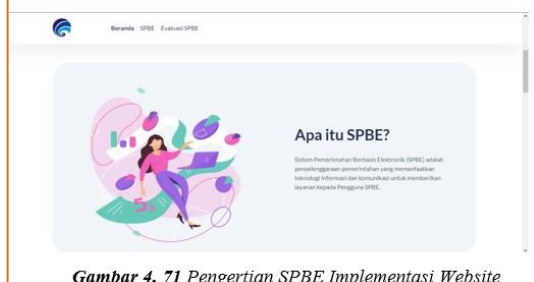 Beranda SPBE Evaluasi SPBE
Apa itu SPBE?
Sistem Pemerintahan Berbasis Elektronik (SPBE) adalah
penyelenggaraan pemerintahan yang memanfaatkan
teknologi informasi dan komunikasi untuk memberikan
layanan kepada Pengguna SPBE.
5%
Gambar 4. 71 Pengertian SPBE Implementasi Website